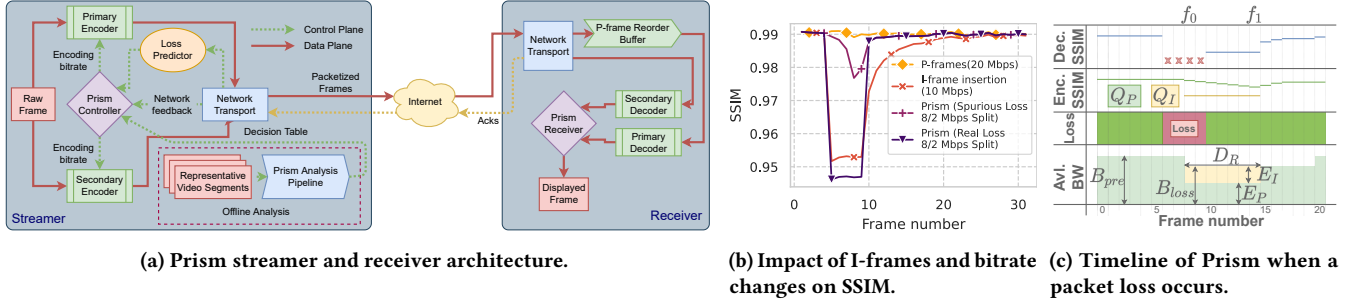 Primary
Encoder
Loss
Predictor
Encoding
bitrate
Raw
Frame
Prism
Controller
Network
feedback
Network
Transport
Decision Table
Encoding
bitrate
Secondary
Encoder
Representative
Video Segments
Prism Analysis
Pipeline
Offline Analysis
Streamer
Control Plane
Data Plane
Packetized
Frames
Internet
Acks
Network
Transport
P-frame Reorder
Buffer
Secondary
Decoder
Prism
Receiver
Primary
Decoder
Displayed
Frame
Receiver
(a) Prism streamer and receiver architecture.
SSIM
0.99
0.98
0.97
0.96
0.95
P-frames(20 Mbps)
I-frame insertion
(10 Mbps)
Prism (Spurious Loss
8/2 Mbps Split)
Prism (Real Loss
8/2 Mbps Split)
0 5 10 15 20 25 30
Frame number
(b) Impact of I-frames and bitrate
changes on SSIM.
f0 f1
Dec.
SSIM
Enc.
SSIM
QP QI
Loss
Loss
Avl.
BW
Bpre
Bloss
DR
EI
EP
0 5 10 15 20
Frame number
(c) Timeline of Prism when a
packet loss occurs.